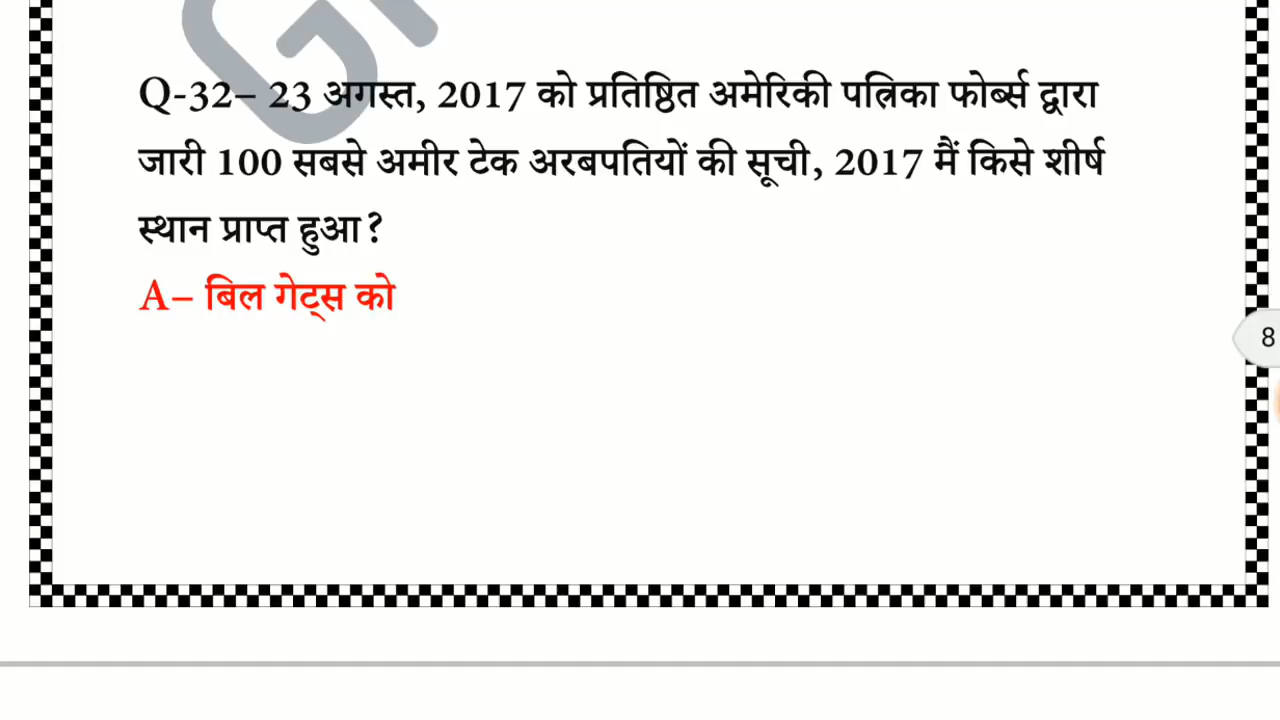 Q-32– 23 अगस्त, 2017 को प्रतिष्ठित अमेरिकी पत्रिका फोर्ब्स द्वारा
जारी 100 सबसे अमीर टेक अरबपतियों की सूची, 2017 मैं किसे शीर्ष
स्थान प्राप्त हुआ?
A– बिल गेट्स को
8